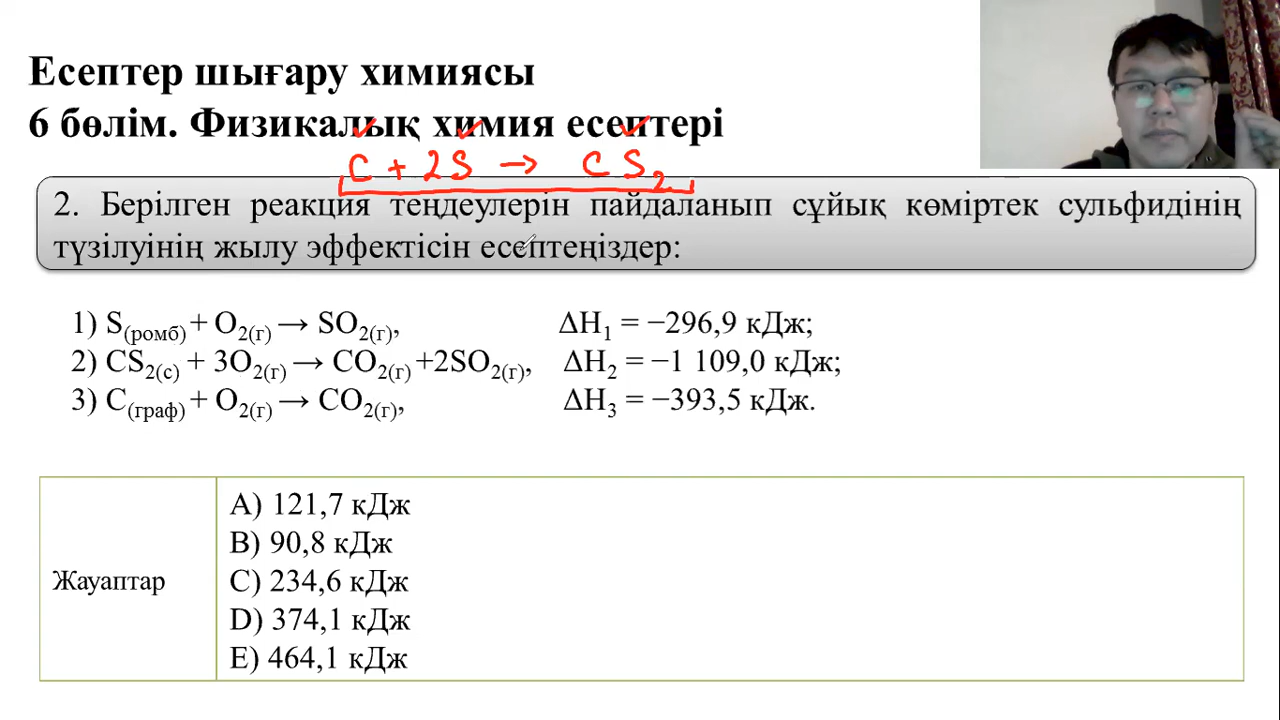 Есептер шығару химиясы
6 бөлім. Физикалық химия есептері
C + 2S → CS₂
2. Берілген реакция теңдеулерін пайдаланып сұйық көміртек сульфидінің
түзілуінің жылу эффектісін есептеңіздер:
1) S(ромб) + O₂(г) → SO₂(г), ΔH₁ = −296,9 кДж;
2) CS₂(с) + 3O₂(г) → CO₂(г) +2SO₂(г), ΔH₂ = −1 109,0 кДж;
3) C(граф) + O₂(г) → CO₂(г), ΔH₃ = −393,5 кДж.
Жауаптар
A) 121,7 кДж
B) 90,8 кДж
C) 234,6 кДж
D) 374,1 кДж
E) 464,1 кДж